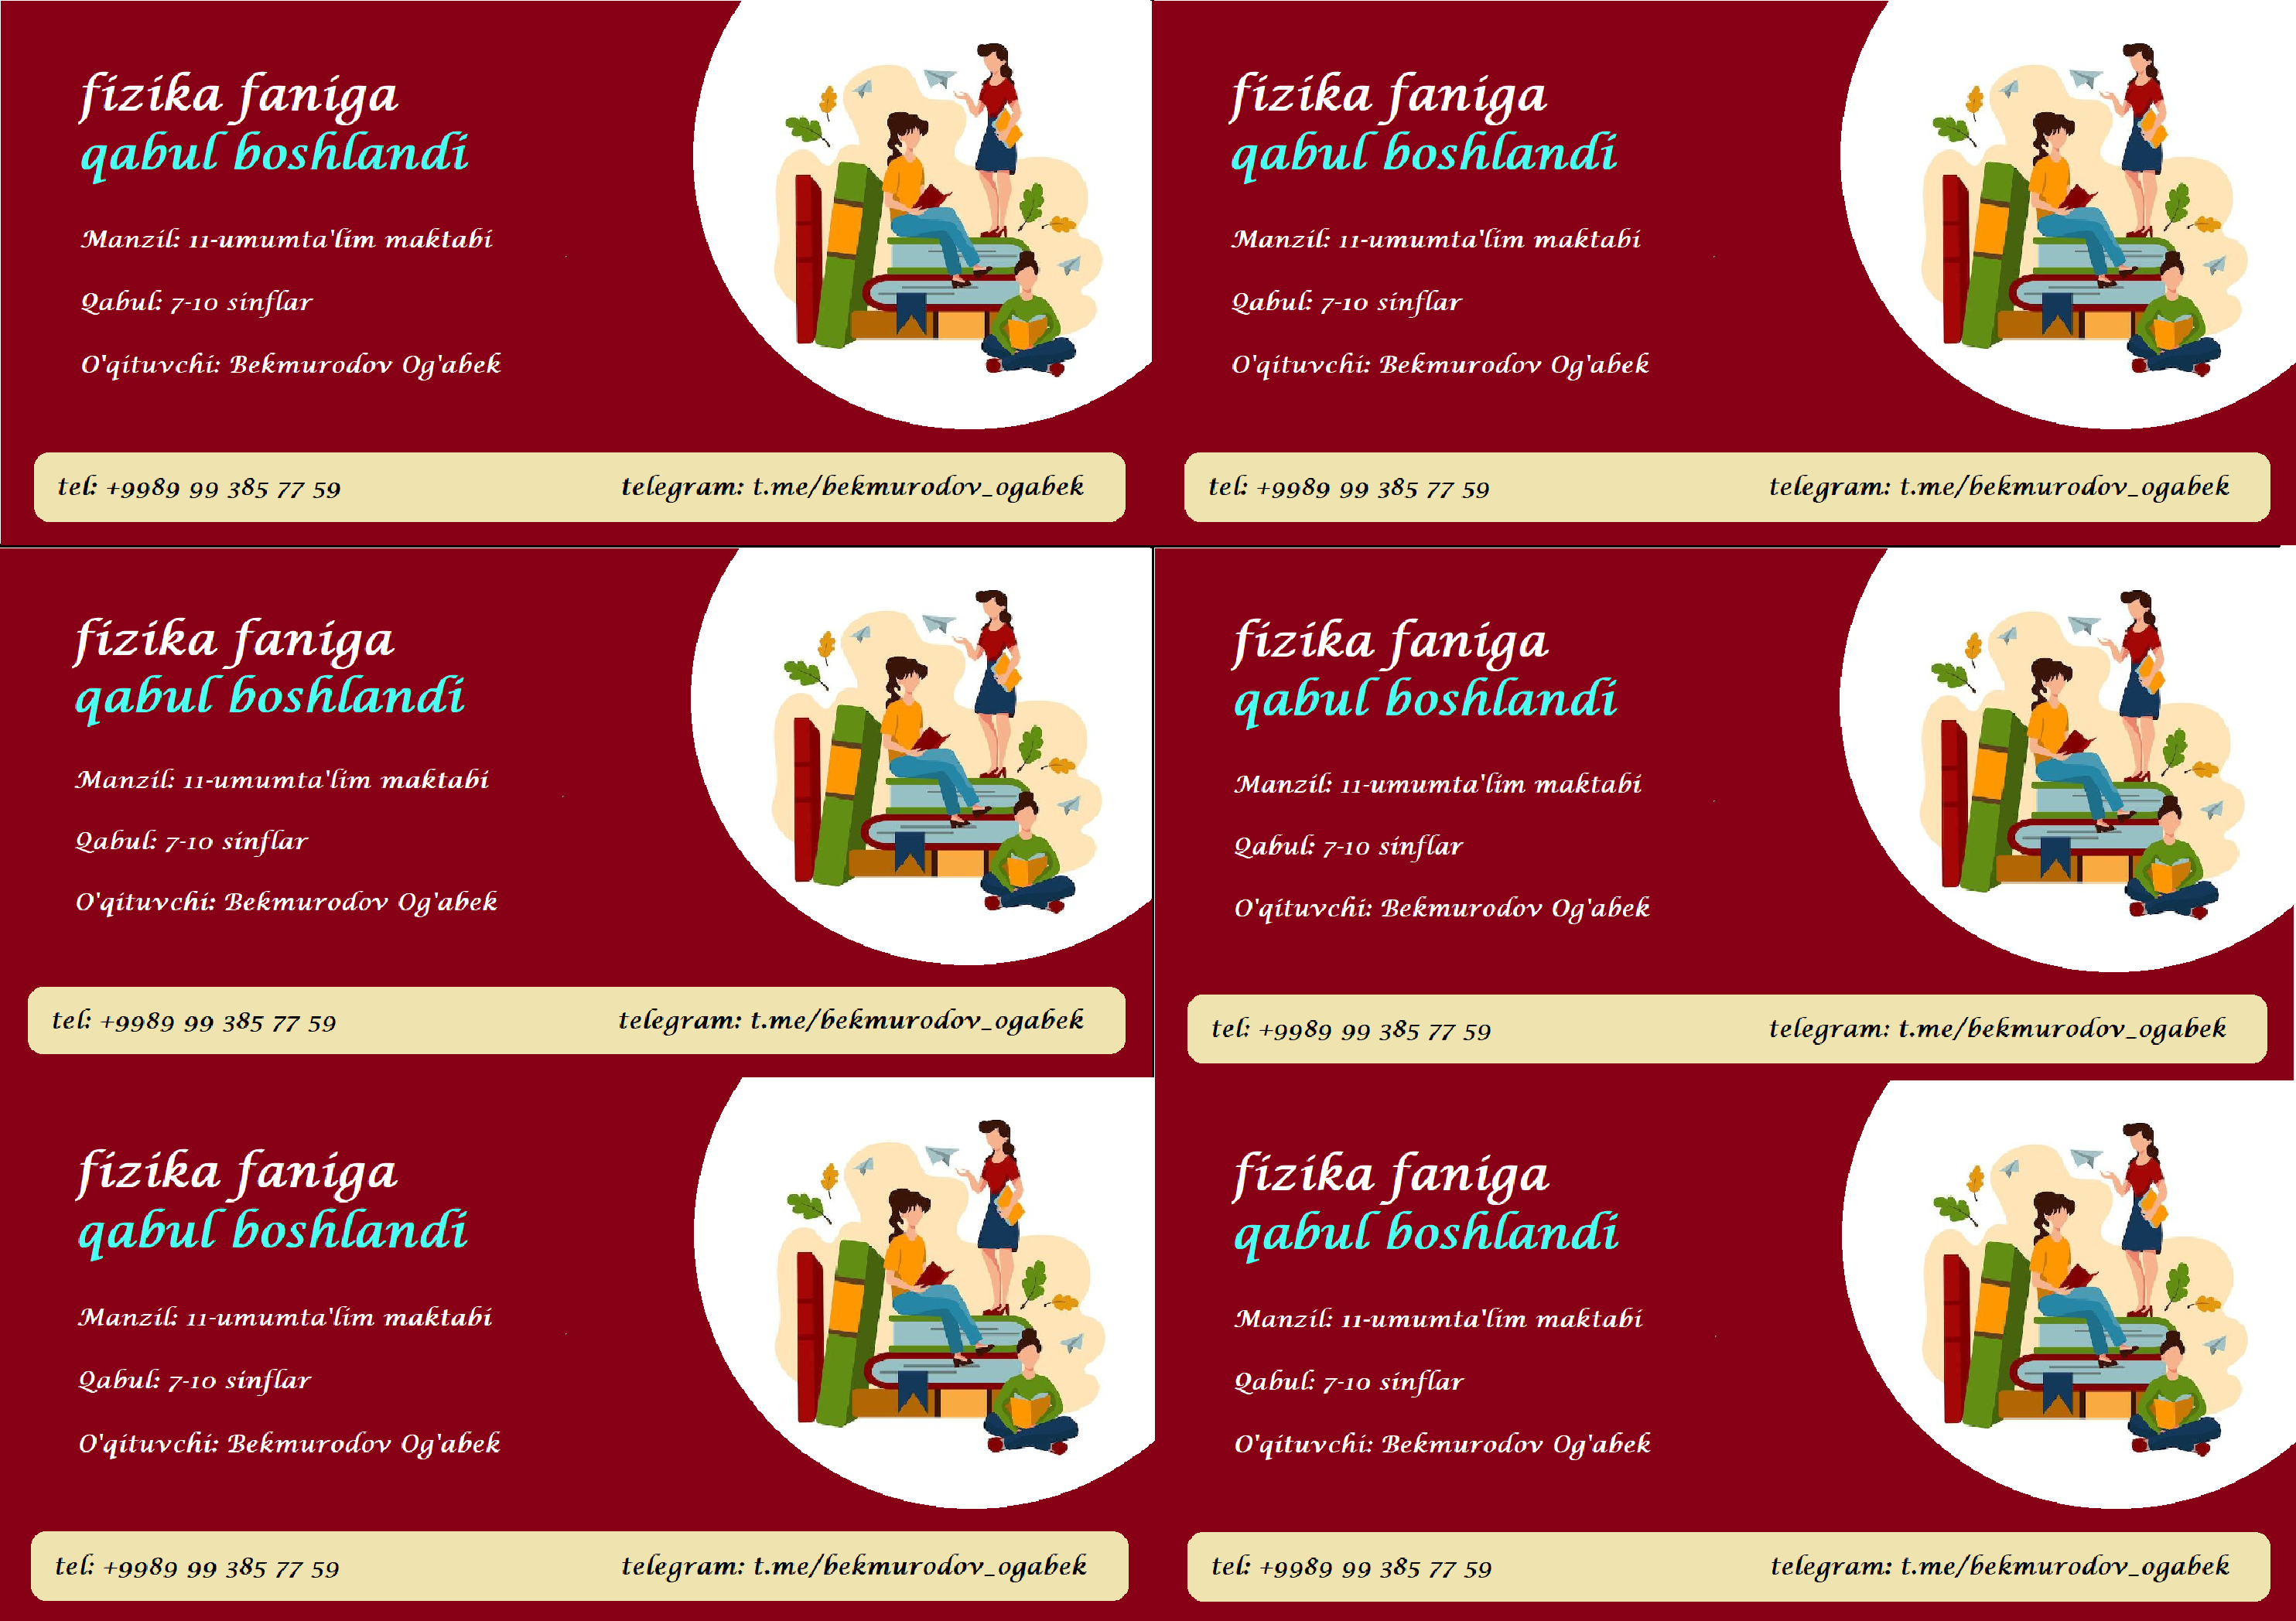 fizika faniga
qabul boshlandi
Manzil: 11-umumta'lim maktabi
Qabul: 7-10 sinflar
O'qituvchi: Bekmurodov Og'abek
tel: +9989 99 385 77 59
telegram: t.me/bekmurodov_ogabek
fizika faniga
qabul boshlandi
Manzil: 11-umumta'lim maktabi
Qabul: 7-10 sinflar
O'qituvchi: Bekmurodov Og'abek
tel: +9989 99 385 77 59
telegram: t.me/bekmurodov_ogabek
fizika faniga
qabul boshlandi
Manzil: 11-umumta'lim maktabi
Qabul: 7-10 sinflar
O'qituvchi: Bekmurodov Og'abek
tel: +9989 99 385 77 59
telegram: t.me/bekmurodov_ogabek
fizika faniga
qabul boshlandi
Manzil: 11-umumta'lim maktabi
Qabul: 7-10 sinflar
O'qituvchi: Bekmurodov Og'abek
tel: +9989 99 385 77 59
telegram: t.me/bekmurodov_ogabek
fizika faniga
qabul boshlandi
Manzil: 11-umumta'lim maktabi
Qabul: 7-10 sinflar
O'qituvchi: Bekmurodov Og'abek
tel: +9989 99 385 77 59
telegram: t.me/bekmurodov_ogabek
fizika faniga
qabul boshlandi
Manzil: 11-umumta'lim maktabi
Qabul: 7-10 sinflar
O'qituvchi: Bekmurodov Og'abek
tel: +9989 99 385 77 59
telegram: t.me/bekmurodov_ogabek